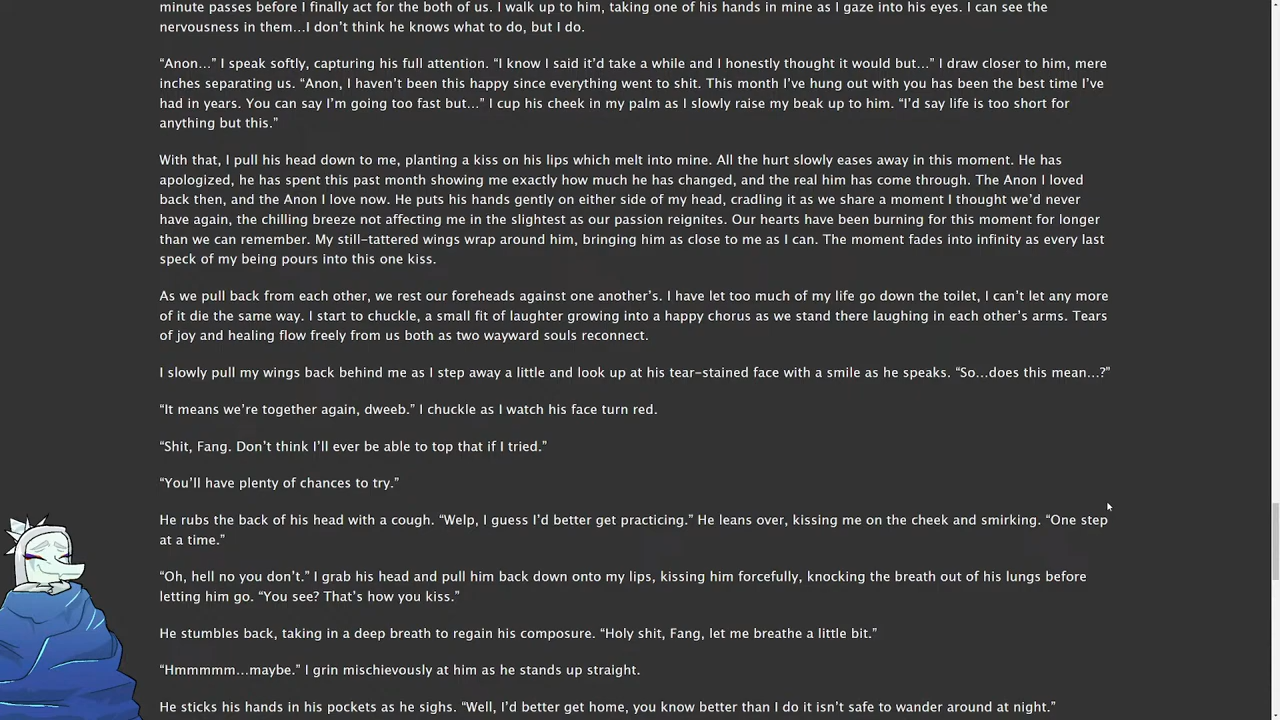 minute passes before I finally act for the both of us. I walk up to him, taking one of his hands in mine as I gaze into his eyes. I can see the
nervousness in them…I don’t think he knows what to do, but I do.
“Anon…” I speak softly, capturing his full attention. “I know I said it’d take a while and I honestly thought it would but…” I draw closer to him, mere
inches separating us. “Anon, I haven’t been this happy since everything went to shit. This month I’ve hung out with you has been the best time I’ve
had in years. You can say I’m going too fast but…” I cup his cheek in my palm as I slowly raise my beak up to him. “I’d say life is too short for
anything but this.”
With that, I pull his head down to me, planting a kiss on his lips which melt into mine. All the hurt slowly eases away in this moment. He has
apologized, he has spent this past month showing me exactly how much he has changed, and the real him has come through. The Anon I loved
back then, and the Anon I love now. He puts his hands gently on either side of my head, cradling it as we share a moment I thought we’d never
have again, the chilling breeze not affecting me in the slightest as our passion reignites. Our hearts have been burning for this moment for longer
than we can remember. My still-tattered wings wrap around him, bringing him as close to me as I can. The moment fades into infinity as every last
speck of my being pours into this one kiss.
As we pull back from each other, we rest our foreheads against one another’s. I have let too much of my life go down the toilet, I can’t let any more
of it die the same way. I start to chuckle, a small fit of laughter growing into a happy chorus as we stand there laughing in each other’s arms. Tears
of joy and healing flow freely from us both as two wayward souls reconnect.
I slowly pull my wings back behind me as I step away a little and look up at his tear-stained face with a smile as he speaks. “So…does this mean…?”
“It means we’re together again, dweeb.” I chuckle as I watch his face turn red.
“Shit, Fang. Don’t think I’ll ever be able to top that if I tried.”
“You’ll have plenty of chances to try.”
He rubs the back of his head with a cough. “Welp, I guess I’d better get practicing.” He leans over, kissing me on the cheek and smirking. “One step
at a time.”
“Oh, hell no you don’t.” I grab his head and pull him back down onto my lips, kissing him forcefully, knocking the breath out of his lungs before
letting him go. “You see? That’s how you kiss.”
He stumbles back, taking in a deep breath to regain his composure. “Holy shit, Fang, let me breathe a little bit.”
“Hmmmmm…maybe.” I grin mischievously at him as he stands up straight.
He sticks his hands in his pockets as he sighs. “Well, I’d better get home, you know better than I do it isn’t safe to wander around at night.”